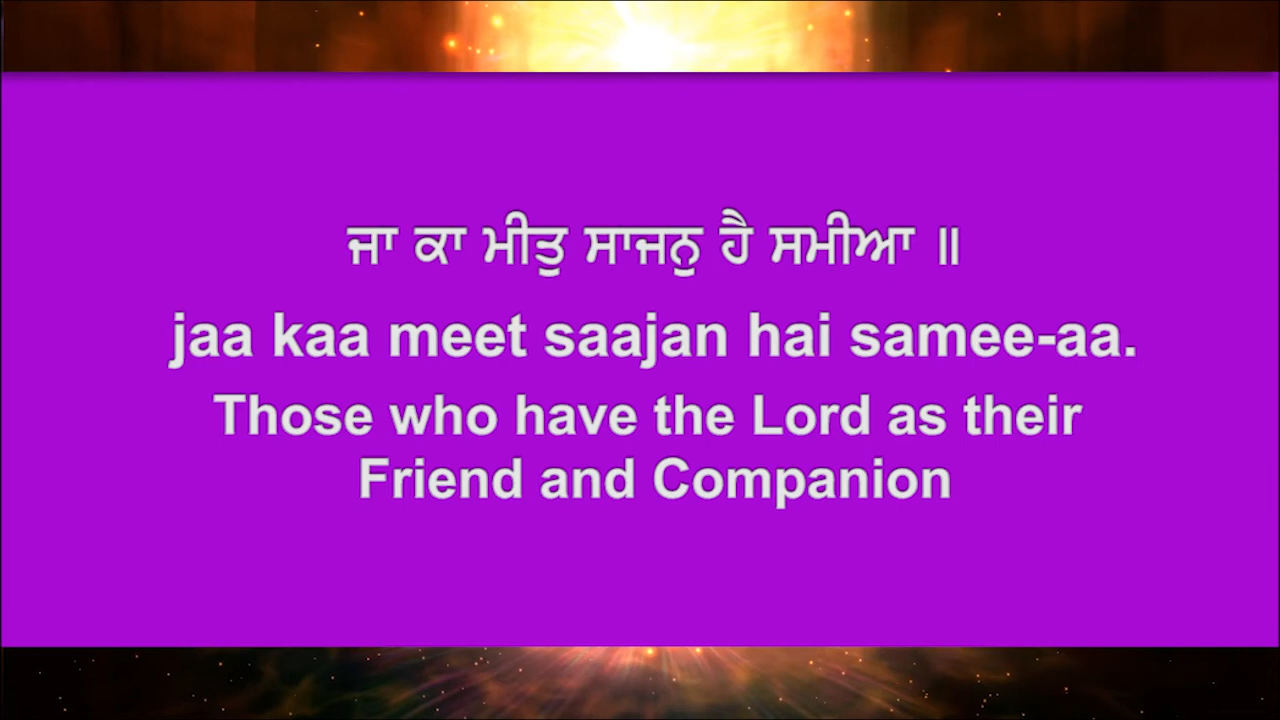 ਜਾ ਕਾ ਮੀਤੁ ਸਾਜਨੁ ਹੈ ਸਮੀਆ ॥
jaa kaa meet saajan hai samee-aa.
Those who have the Lord as their
Friend and Companion